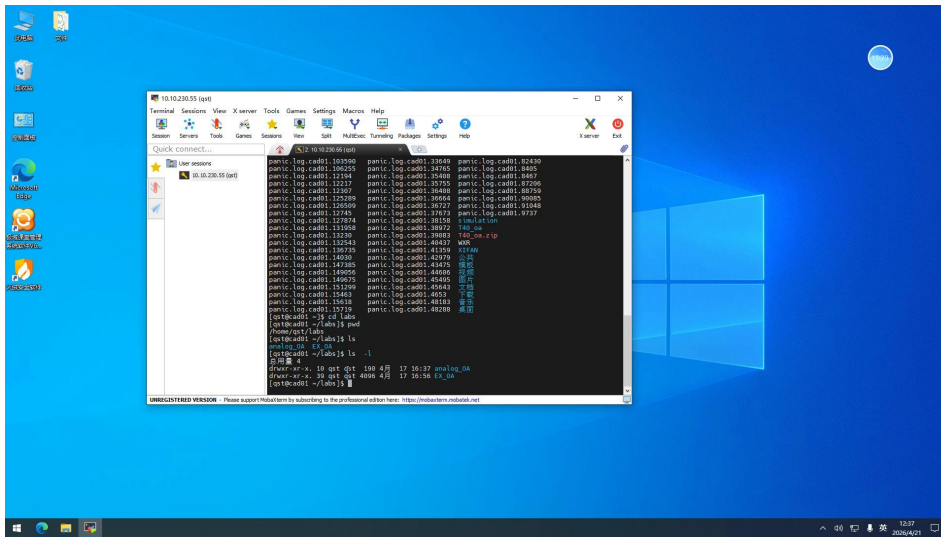 文件
Microsoft
Edge
10.10.230.55 (qst)
Terminal Sessions View X server Tools Games Settings Macros Help
Session Servers Tools Games Sessions View Split MultiExec Tunneling Packages Settings Help X server Exit
Quick connect...
2. 10.10.230.55 (qst)
User sessions
10.10.230.55 (qst)
panic.log.cad01.103590 panic.log.cad01.33649 panic.log.cad01.82430
panic.log.cad01.106255 panic.log.cad01.34765 panic.log.cad01.8405
panic.log.cad01.12194 panic.log.cad01.35408 panic.log.cad01.8467
panic.log.cad01.12217 panic.log.cad01.35755 panic.log.cad01.87206
panic.log.cad01.12307 panic.log.cad01.36408 panic.log.cad01.88759
panic.log.cad01.125289 panic.log.cad01.36664 panic.log.cad01.90085
panic.log.cad01.126509 panic.log.cad01.36727 panic.log.cad01.91048
panic.log.cad01.12745 panic.log.cad01.37673 panic.log.cad01.9737
panic.log.cad01.127874 panic.log.cad01.38158 simulation
panic.log.cad01.131958 panic.log.cad01.38972 T40_oa
panic.log.cad01.13230 panic.log.cad01.39083 T40_oa.zip
panic.log.cad01.132543 panic.log.cad01.40437 WXR
panic.log.cad01.136735 panic.log.cad01.41359 XIFAN
panic.log.cad01.14030 panic.log.cad01.42979 公共
panic.log.cad01.147385 panic.log.cad01.43475 模板
panic.log.cad01.149056 panic.log.cad01.44606 视频
panic.log.cad01.149675 panic.log.cad01.45495 图片
panic.log.cad01.151299 panic.log.cad01.45643 文档
panic.log.cad01.15463 panic.log.cad01.4653 下载
panic.log.cad01.15618 panic.log.cad01.48183 音乐
panic.log.cad01.15719 panic.log.cad01.48288 桌面
[qst@cad01 ~]$ cd labs
[qst@cad01 ~/labs]$ pwd
/home/qst/labs
[qst@cad01 ~/labs]$ ls
analog_OA EX_OA
[qst@cad01 ~/labs]$ ls -l
总用量 4
drwxr-xr-x. 10 qst qst 190 4月 17 16:37 analog_OA
drwxr-xr-x. 39 qst qst 4096 4月 17 16:56 EX_OA
[qst@cad01 ~/labs]$
UNREGISTERED VERSION - Please support MobaXterm by subscribing to the professional edition here: https://mobaxterm.mobatek.net
英
12:37
2026/4/21